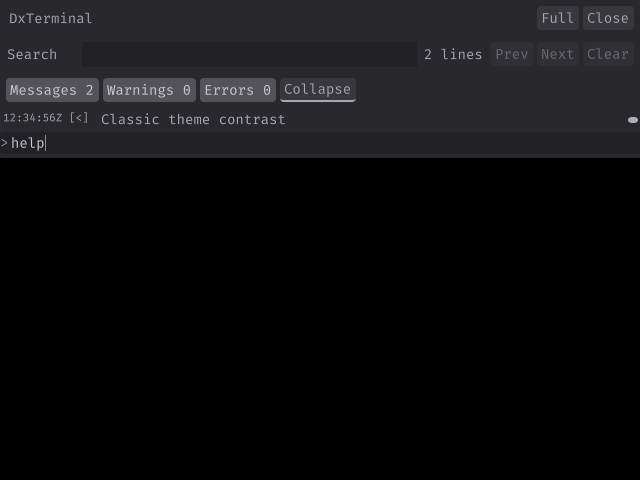 DxTerminal Full Close
Search 2 lines Prev Next Clear
Messages 2 Warnings 0 Errors 0 Collapse
12:34:56Z [<] Classic theme contrast
>help